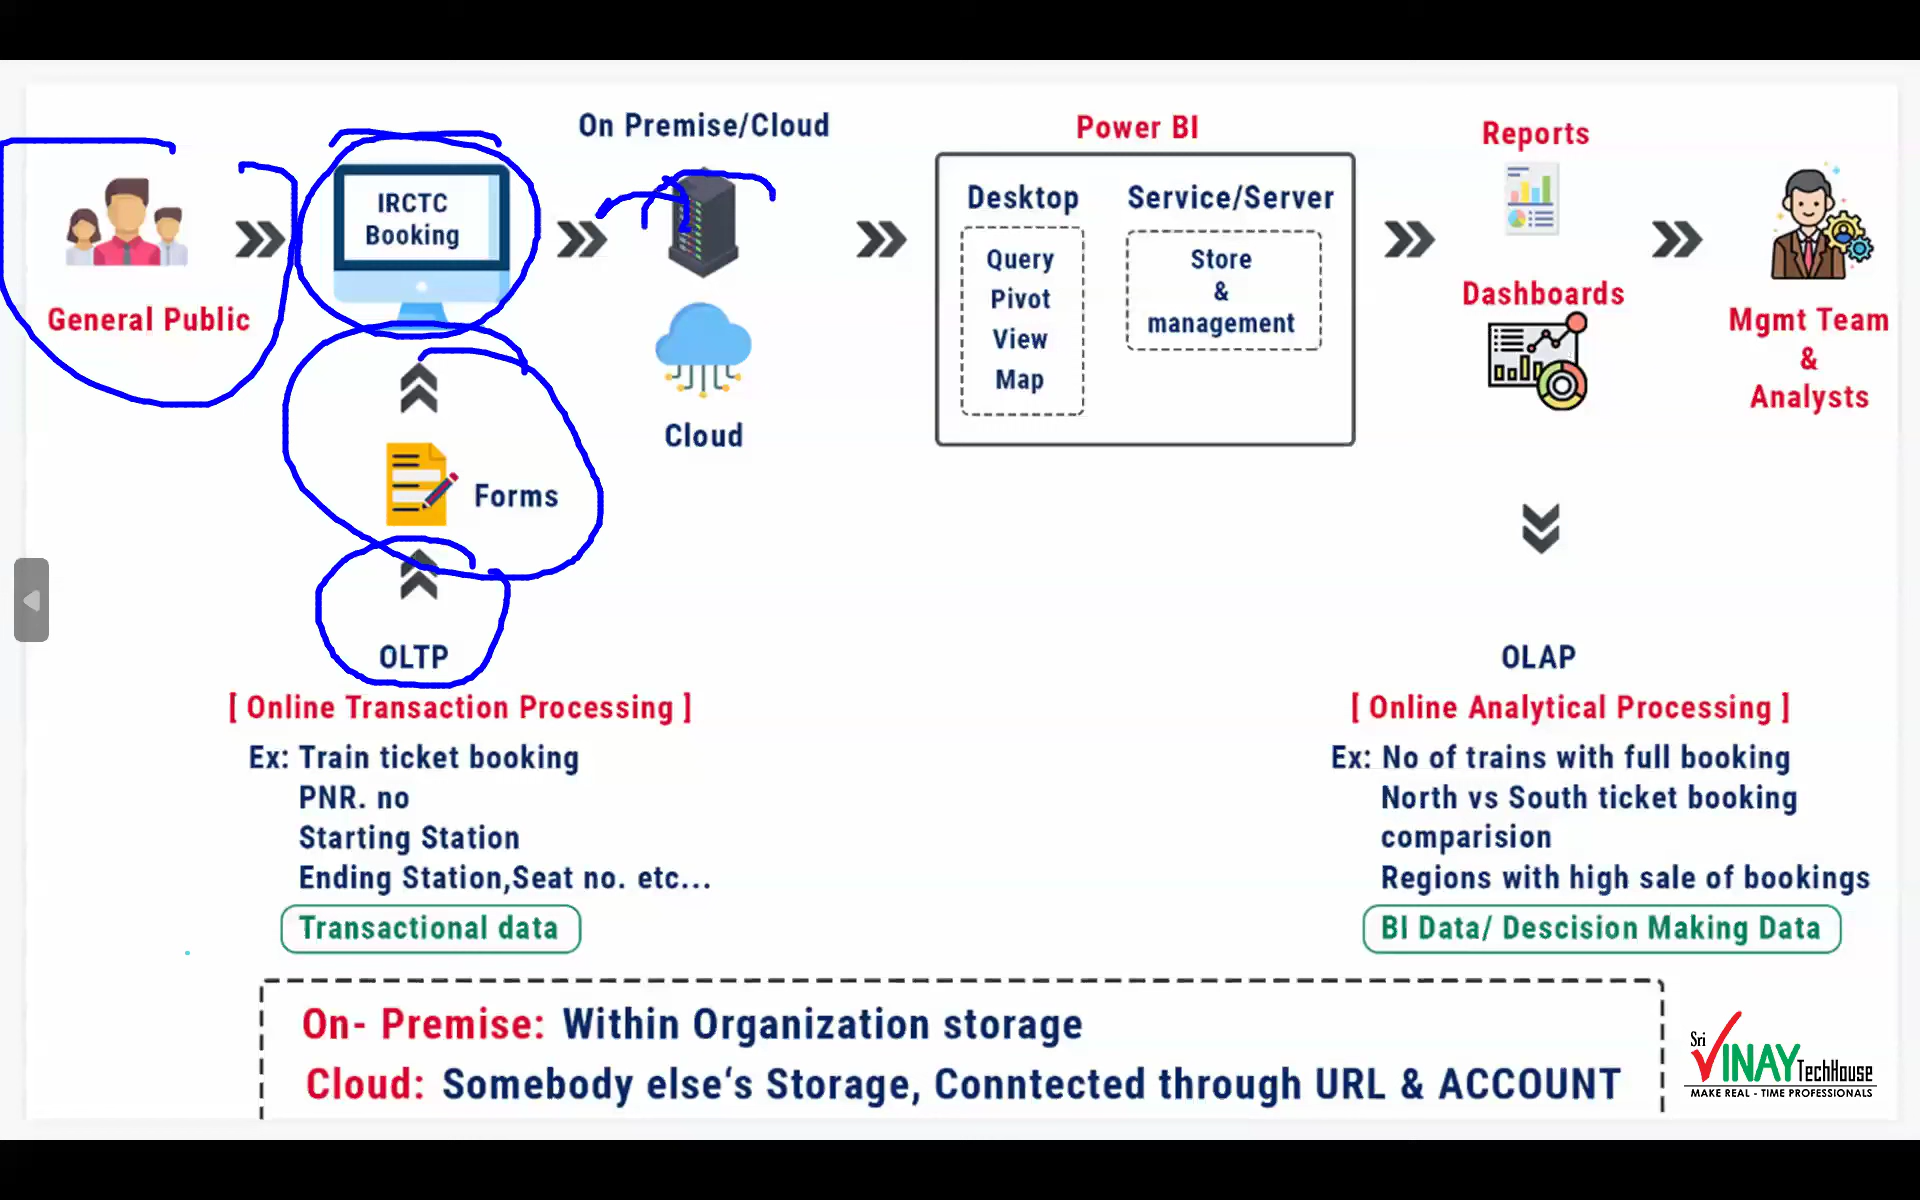 On Premise/Cloud
Power BI
Reports
IRCTC
Booking
Desktop
Service/Server
Query
Pivot
View
Map
Store
&
management
General Public
Dashboards
Mgmt Team
&
Analysts
Cloud
Forms
OLTP
[ Online Transaction Processing ]
Ex: Train ticket booking
PNR. no
Starting Station
Ending Station,Seat no. etc...
Transactional data
OLAP
[ Online Analytical Processing ]
Ex: No of trains with full booking
North vs South ticket booking
comparision
Regions with high sale of bookings
BI Data/ Descision Making Data
On- Premise: Within Organization storage
Cloud: Somebody else‘s Storage, Conntected through URL & ACCOUNT
Sri
VINAY TechHouse
MAKE REAL - TIME PROFESSIONALS